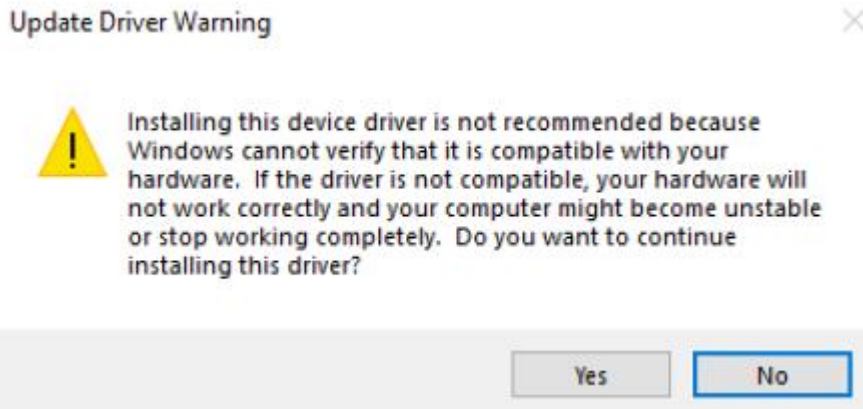 Update Driver Warning
Installing this device driver is not recommended because
Windows cannot verify that it is compatible with your
hardware.  If the driver is not compatible, your hardware will
not work correctly and your computer might become unstable
or stop working completely.  Do you want to continue
installing this driver?
Yes
No